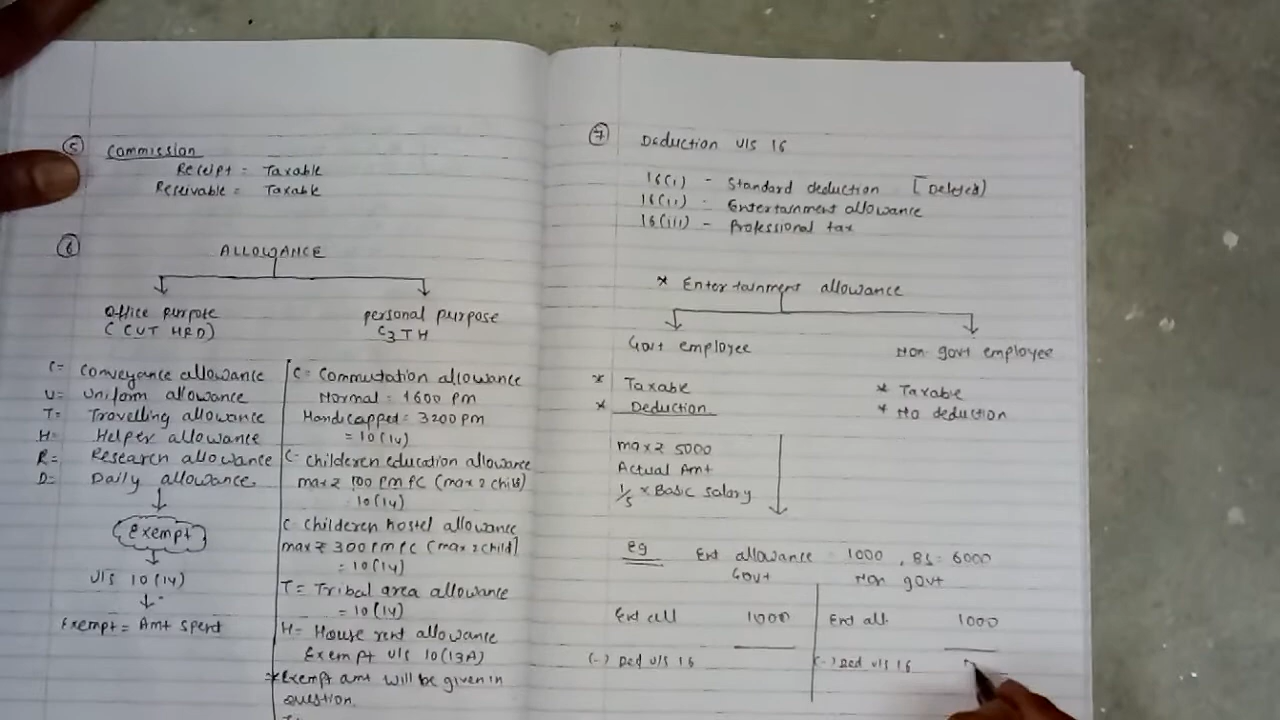 ⑤ Commission
Receipt = Taxable
Receivable = Taxable
⑥ ALLOWANCE
office purpose
(CUT HRD)
personal purpose
C3TH
C= Conveyance allowance
U= uniform allowance
T= Travelling allowance
H= Helper allowance
R= Research allowance
D= Daily allowance.
Exempt
U/S 10(14)
Exempt = Amt spent
C= Commutation allowance
Normal = 1600 PM
Handicapped = 3200 PM
= 10(14)
C- childeren education allowance
max ₹ 100 PM PC (max 2 child)
10(14)
C childeren hostel allowance
max ₹ 300 PM PC (max 2 child)
= 10(14)
T= Tribal area allowance
= 10(14)
H= House rent allowance
Exempt U/S 10(13A)
*Exempt amt will be given in
question.
⑦ Deduction U/S 16
16(i) - Standard deduction [Deleted)
16(ii) - Entertainment allowance
16(iii) - Professional tax
* Entertainment allowance
Govt employee
* Taxable
* Deduction
max ₹ 5000
Actual Amt
1/5 × Basic salary
Non govt employee
* Taxable
* No deduction
eg Ent allowance = 1000 , BS = 6000
Govt Non govt
Ent all 1000 Ent all. 1000
(-) Ded U/S 16 (-) Ded U/S 16